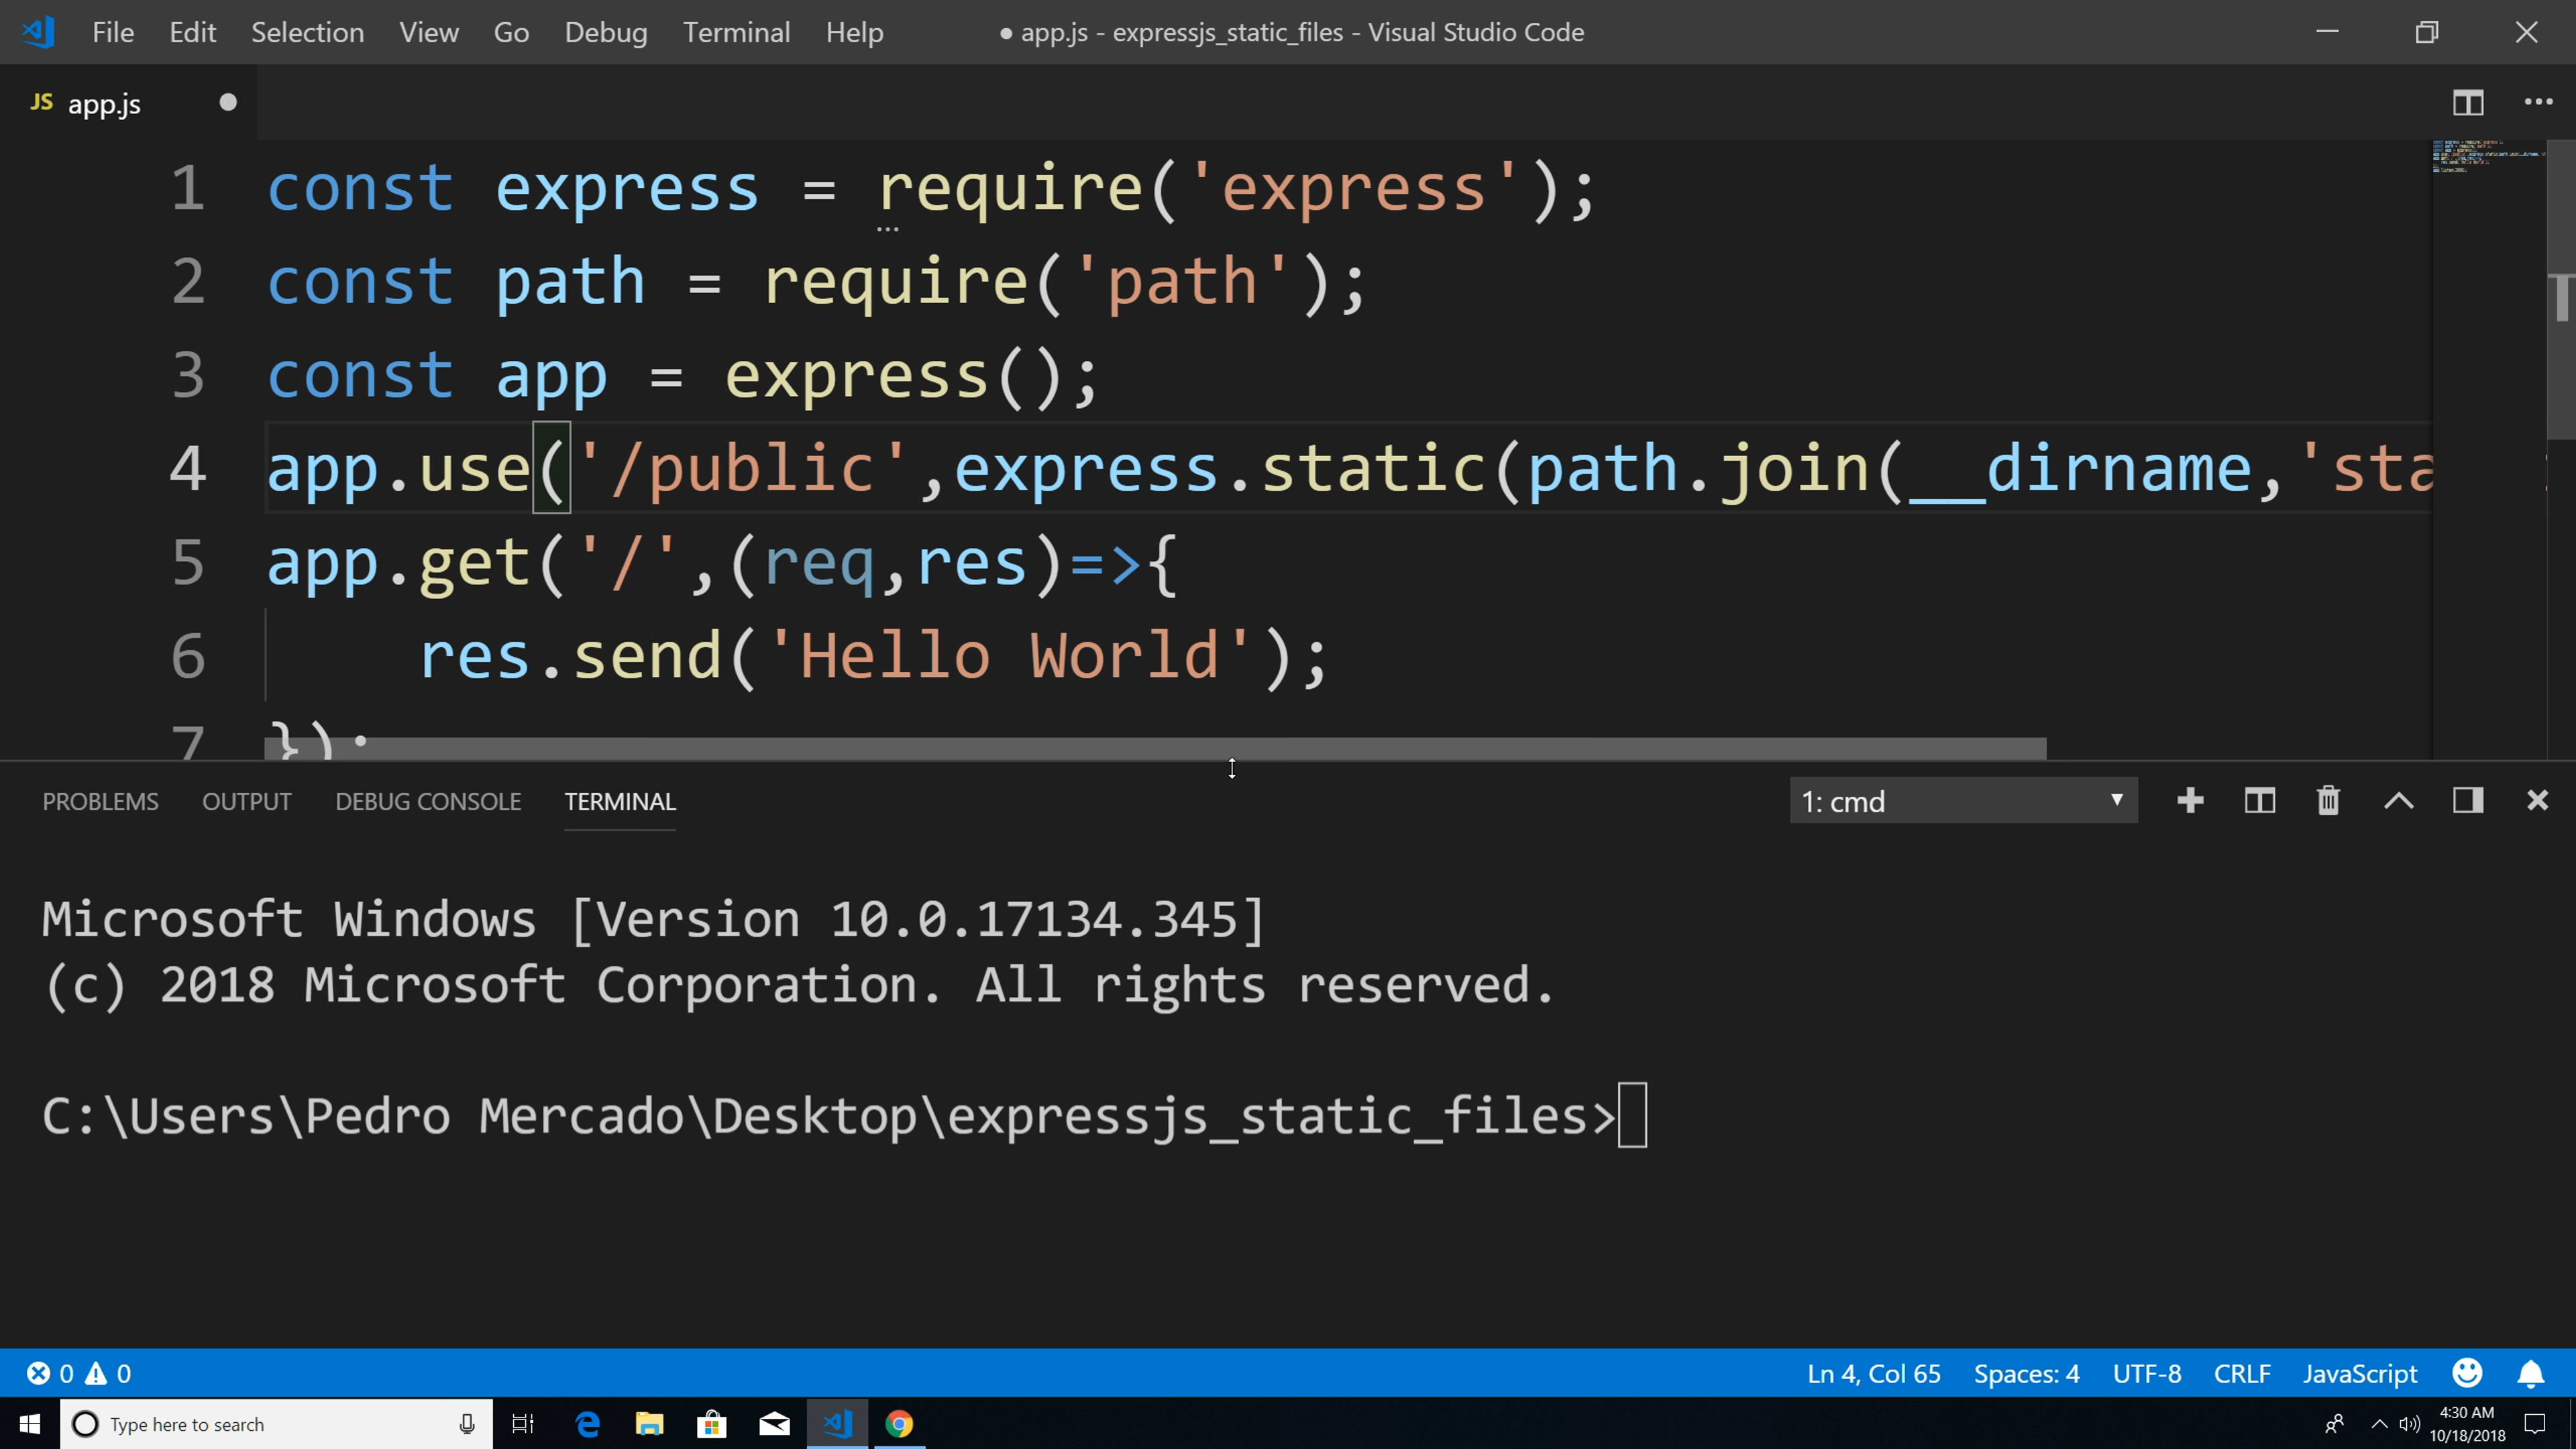 File Edit Selection View Go Debug Terminal Help ● app.js - expressjs_static_files - Visual Studio Code
JS app.js
1 const express = require('express');
2 const path = require('path');
3 const app = express();
4 app.use('/public',express.static(path.join(__dirname,'sta
5 app.get('/',(req,res)=>{
6 res.send('Hello World');
7 });
PROBLEMS OUTPUT DEBUG CONSOLE TERMINAL 1: cmd
Microsoft Windows [Version 10.0.17134.345]
(c) 2018 Microsoft Corporation. All rights reserved.
C:\Users\Pedro Mercado\Desktop\expressjs_static_files>
0 0 Ln 4, Col 65 Spaces: 4 UTF-8 CRLF JavaScript
Type here to search
4:30 AM
10/18/2018